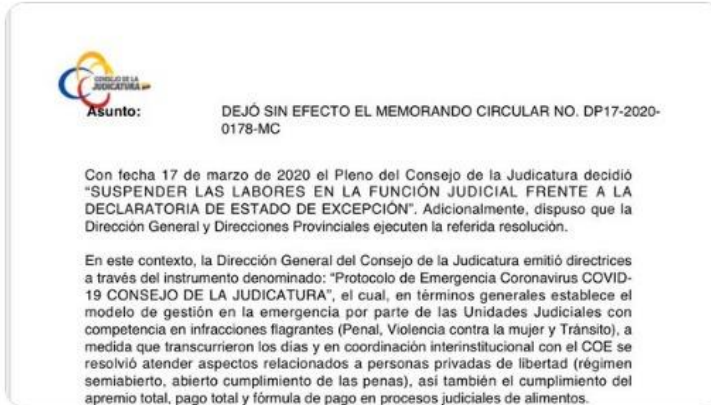 CONSEJO DE LA
JUDICATURA
Asunto: DEJÓ SIN EFECTO EL MEMORANDO CIRCULAR NO. DP17-2020-
0178-MC
Con fecha 17 de marzo de 2020 el Pleno del Consejo de la Judicatura decidió
“SUSPENDER LAS LABORES EN LA FUNCIÓN JUDICIAL FRENTE A LA
DECLARATORIA DE ESTADO DE EXCEPCIÓN”. Adicionalmente, dispuso que la
Dirección General y Direcciones Provinciales ejecuten la referida resolución.
En este contexto, la Dirección General del Consejo de la Judicatura emitió directrices
a través del instrumento denominado: “Protocolo de Emergencia Coronavirus COVID-
19 CONSEJO DE LA JUDICATURA”, el cual, en términos generales establece el
modelo de gestión en la emergencia por parte de las Unidades Judiciales con
competencia en infracciones flagrantes (Penal, Violencia contra la mujer y Tránsito), a
medida que transcurrieron los días y en coordinación interinstitucional con el COE se
resolvió atender aspectos relacionados a personas privadas de libertad (régimen
semiabierto, abierto cumplimiento de las penas), así también el cumplimiento del
apremio total, pago total y fórmula de pago en procesos judiciales de alimentos.